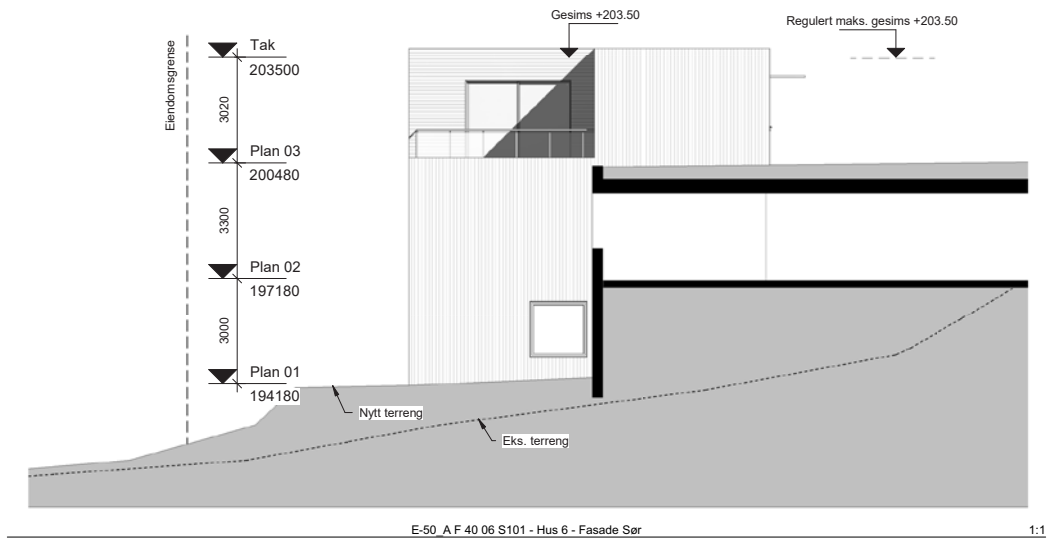 Gesims +203.50
Regulert maks. gesims +203.50
Eiendomsgrense
Tak
203500
3020
Plan 03
200480
3300
Plan 02
197180
3000
Plan 01
194180
Nytt terreng
Eks. terreng
E-50_A F 40 06 S101 - Hus 6 - Fasade Sør
1:1